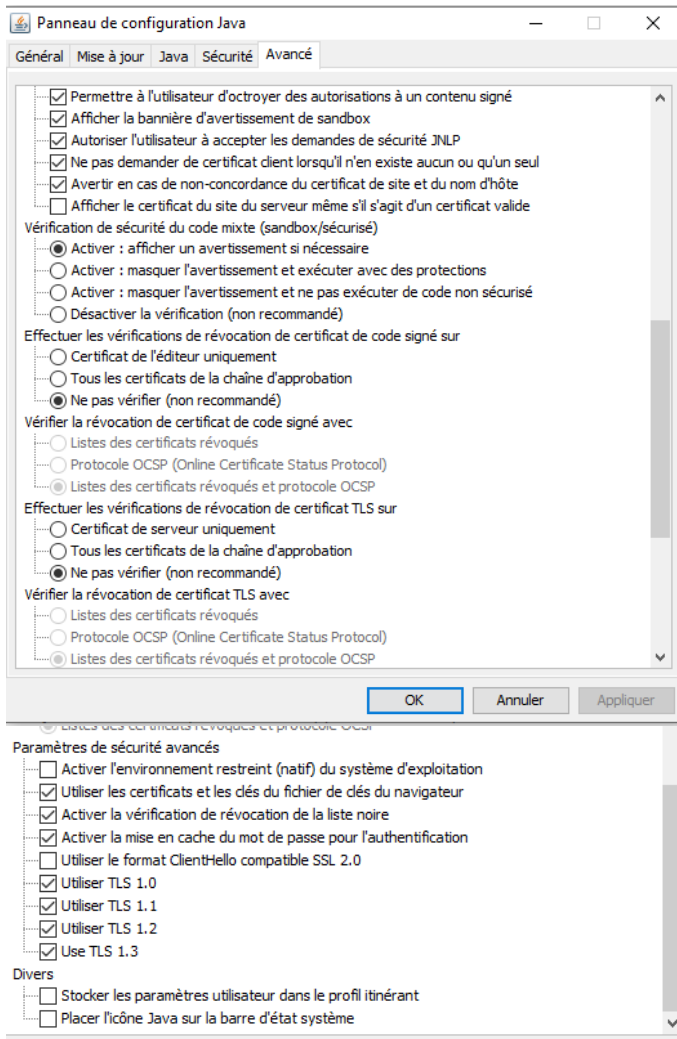 Panneau de configuration Java
Général Mise à jour Java Sécurité Avancé
Permettre à l'utilisateur d'octroyer des autorisations à un contenu signé
Afficher la bannière d'avertissement de sandbox
Autoriser l'utilisateur à accepter les demandes de sécurité JNLP
Ne pas demander de certificat client lorsqu'il n'en existe aucun ou qu'un seul
Avertir en cas de non-concordance du certificat de site et du nom d'hôte
Afficher le certificat du site du serveur même s'il s'agit d'un certificat valide
Vérification de sécurité du code mixte (sandbox/sécurisé)
Activer : afficher un avertissement si nécessaire
Activer : masquer l'avertissement et exécuter avec des protections
Activer : masquer l'avertissement et ne pas exécuter de code non sécurisé
Désactiver la vérification (non recommandé)
Effectuer les vérifications de révocation de certificat de code signé sur
Certificat de l'éditeur uniquement
Tous les certificats de la chaîne d'approbation
Ne pas vérifier (non recommandé)
Vérifier la révocation de certificat de code signé avec
Listes des certificats révoqués
Protocole OCSP (Online Certificate Status Protocol)
Listes des certificats révoqués et protocole OCSP
Effectuer les vérifications de révocation de certificat TLS sur
Certificat de serveur uniquement
Tous les certificats de la chaîne d'approbation
Ne pas vérifier (non recommandé)
Vérifier la révocation de certificat TLS avec
Listes des certificats révoqués
Protocole OCSP (Online Certificate Status Protocol)
Listes des certificats révoqués et protocole OCSP
OK Annuler Appliquer
Listes des certificats révoqués et protocole OCSP
Paramètres de sécurité avancés
Activer l'environnement restreint (natif) du système d'exploitation
Utiliser les certificats et les clés du fichier de clés du navigateur
Activer la vérification de révocation de la liste noire
Activer la mise en cache du mot de passe pour l'authentification
Utiliser le format ClientHello compatible SSL 2.0
Utiliser TLS 1.0
Utiliser TLS 1.1
Utiliser TLS 1.2
Use TLS 1.3
Divers
Stocker les paramètres utilisateur dans le profil itinérant
Placer l'icône Java sur la barre d'état système